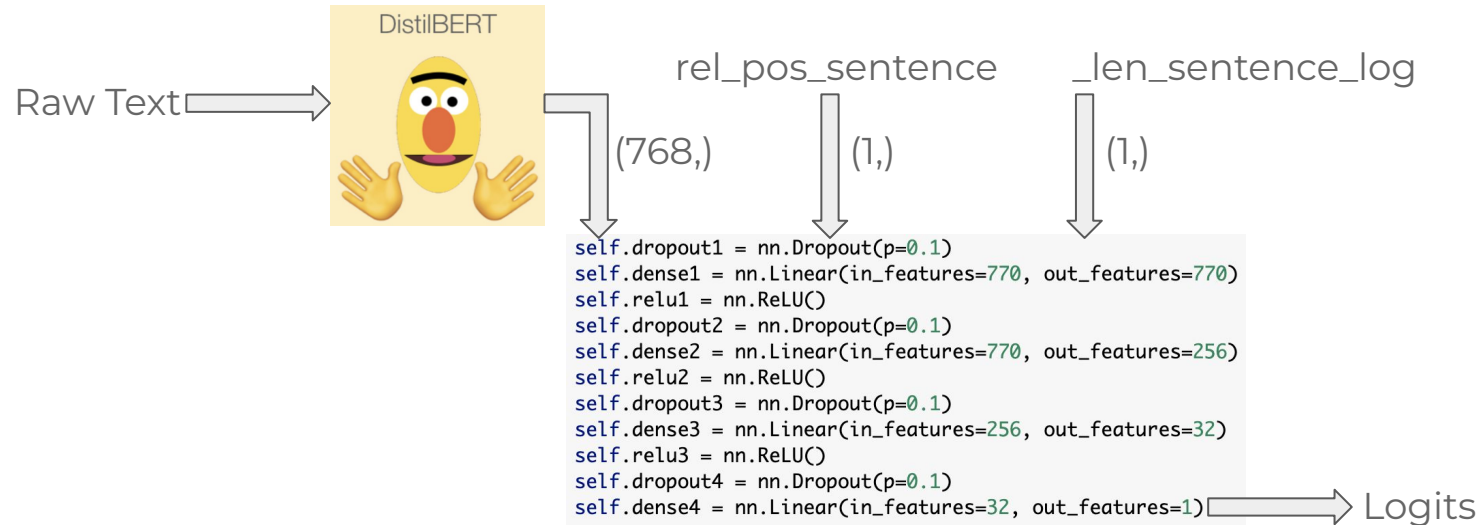 DistilBERT
Raw Text
rel_pos_sentence
_len_sentence_log
(768,)
(1,)
(1,)
self.dropout1 = nn.Dropout(p=0.1)
self.dense1 = nn.Linear(in_features=770, out_features=770)
self.relu1 = nn.ReLU()
self.dropout2 = nn.Dropout(p=0.1)
self.dense2 = nn.Linear(in_features=770, out_features=256)
self.relu2 = nn.ReLU()
self.dropout3 = nn.Dropout(p=0.1)
self.dense3 = nn.Linear(in_features=256, out_features=32)
self.relu3 = nn.ReLU()
self.dropout4 = nn.Dropout(p=0.1)
self.dense4 = nn.Linear(in_features=32, out_features=1)
Logits